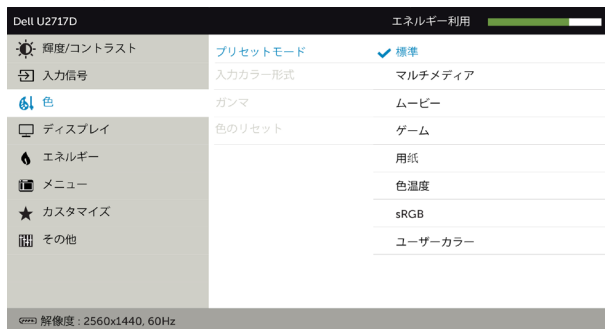 Dell U2717D
エネルギー利用
輝度/コントラスト
入力信号
色
ディスプレイ
エネルギー
メニュー
カスタマイズ
その他
プリセットモード
入力カラー形式
ガンマ
色のリセット
標準
マルチメディア
ムービー
ゲーム
用紙
色温度
sRGB
ユーザーカラー
解像度 : 2560x1440, 60Hz